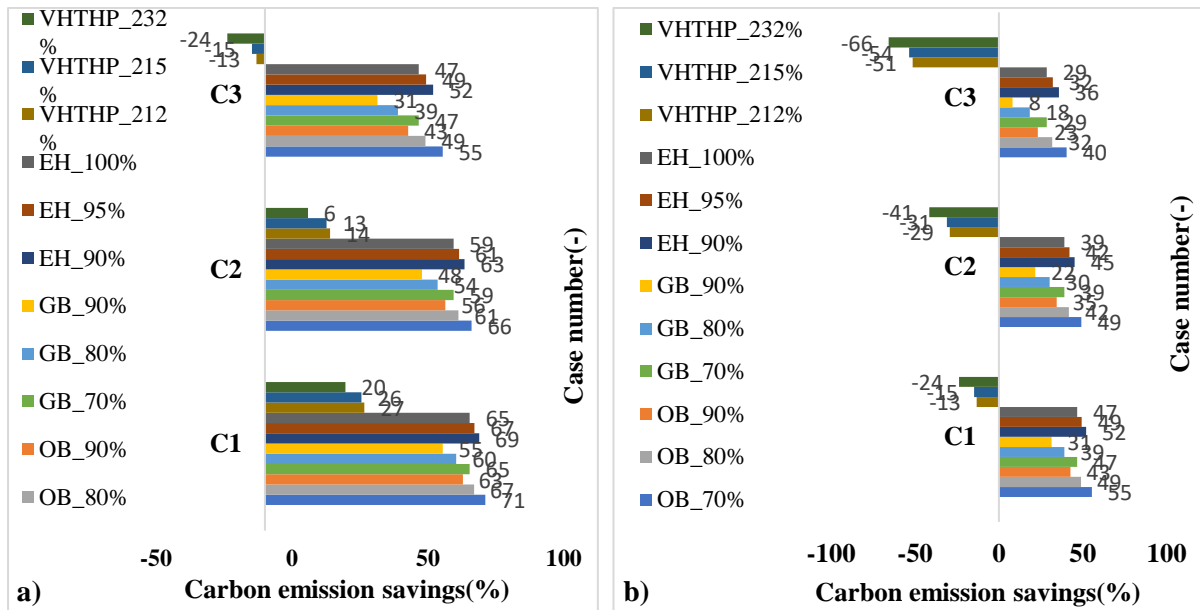 VHTHP_232
%
VHTHP_215
%
VHTHP_212
%
EH_100%
EH_95%
EH_90%
GB_90%
GB_80%
GB_70%
OB_90%
OB_80%
C3
-24
-15
-13
47
49
52
31
39
47
43
49
55
C2
6
13
14
59
61
63
48
54
59
56
61
66
C1
20
26
27
65
67
69
55
60
65
63
67
71
Case number(-)
-50
0
50
100
Carbon emission savings(%)
a)
VHTHP_232%
VHTHP_215%
VHTHP_212%
EH_100%
EH_95%
EH_90%
GB_90%
GB_80%
GB_70%
OB_90%
OB_80%
OB_70%
C3
-66
-54
-51
29
32
36
8
18
29
23
32
40
C2
-41
-31
-29
39
42
45
22
30
39
35
42
49
C1
-24
-15
-13
47
49
52
31
39
47
43
49
55
Case number(-)
-100
-50
0
50
100
Carbon emission savings(%)
b)